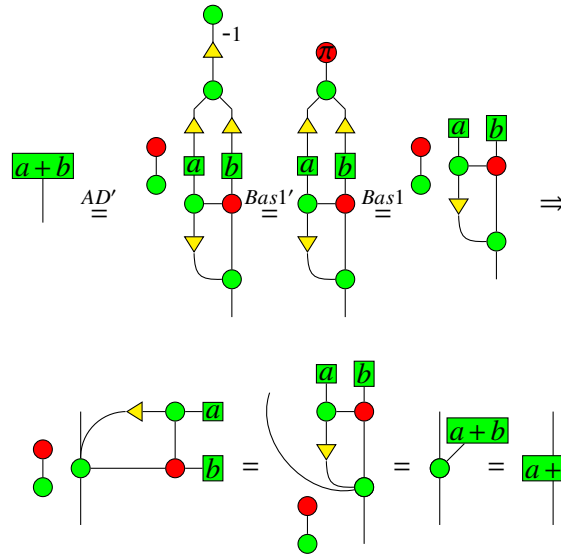 -1
π
a b a b a b
a + b
AD′ = Bas1′ = Bas1 = ⇒
a b
a
a + b
b = = = a +